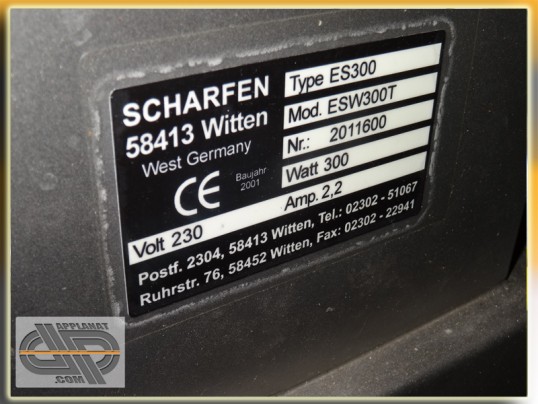 SCHARFEN
58413 Witten
West Germany
CE
Baujahr
2001
Type ES300
Mod. ESW300T
Nr.: 2011600
Watt 300
Volt 230 Amp. 2,2
Postf. 2304, 58413 Witten, Tel.: 02302 - 51067
Ruhrstr. 76, 58452 Witten, Fax: 02302 - 22941
APPLANAT
.COM